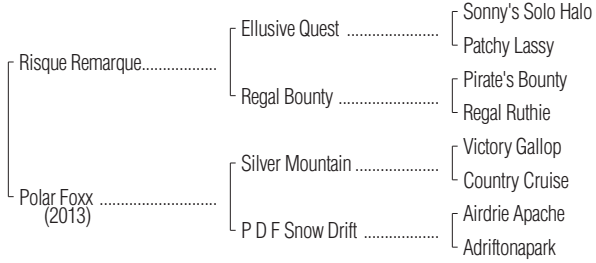 Sonny's Solo Halo
Ellusive Quest ....................
Patchy Lassy
Risque Remarque..................
Pirate's Bounty
Regal Bounty ......................
Regal Ruthie
Victory Gallop
Silver Mountain ...................
Country Cruise
Polar Foxx ..........................
(2013)
Airdrie Apache
P D F Snow Drift .................
Adriftonapark